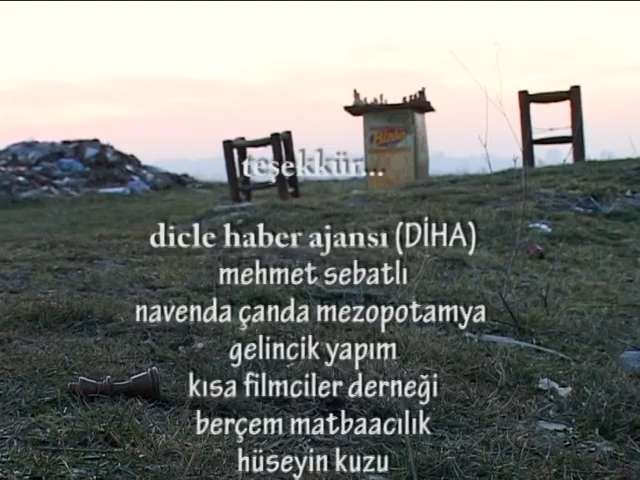 teşekkür...
dicle haber ajansı (DİHA)
mehmet sebatlı
navenda çanda mezopotamya
gelincik yapım
kısa filmciler derneği
berçem matbaacılık
hüseyin kuzu